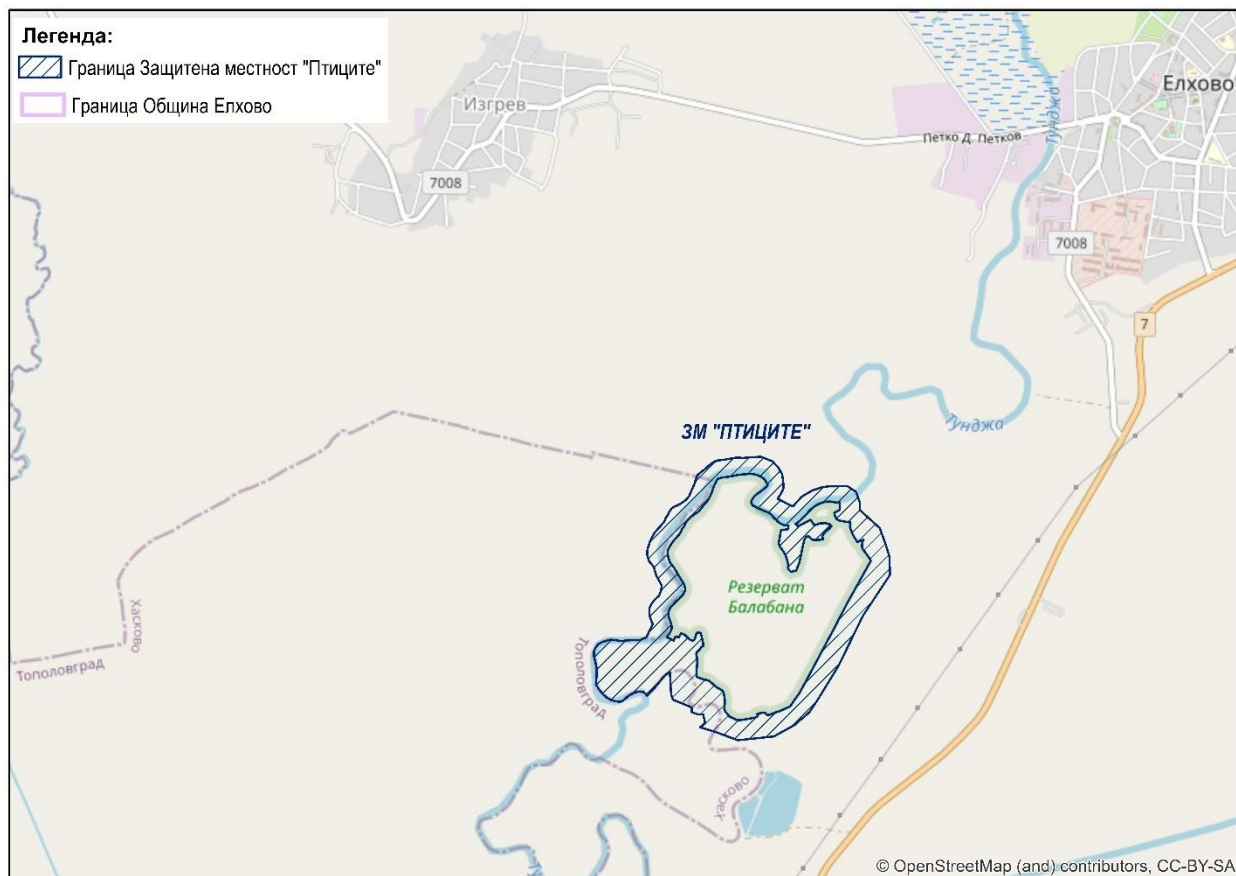 Легенда:
Граница Защитена местност "Птиците"
Граница Община Елхово
Изгрев
7008
Петко Д. Петков
Тунджа
Елхово
7008
7
Тунджа
ЗМ "ПТИЦИТЕ"
Резерват
Балабана
Хасково
Тополовград
Тополовград
Хасково
© OpenStreetMap (and) contributors, CC-BY-SA